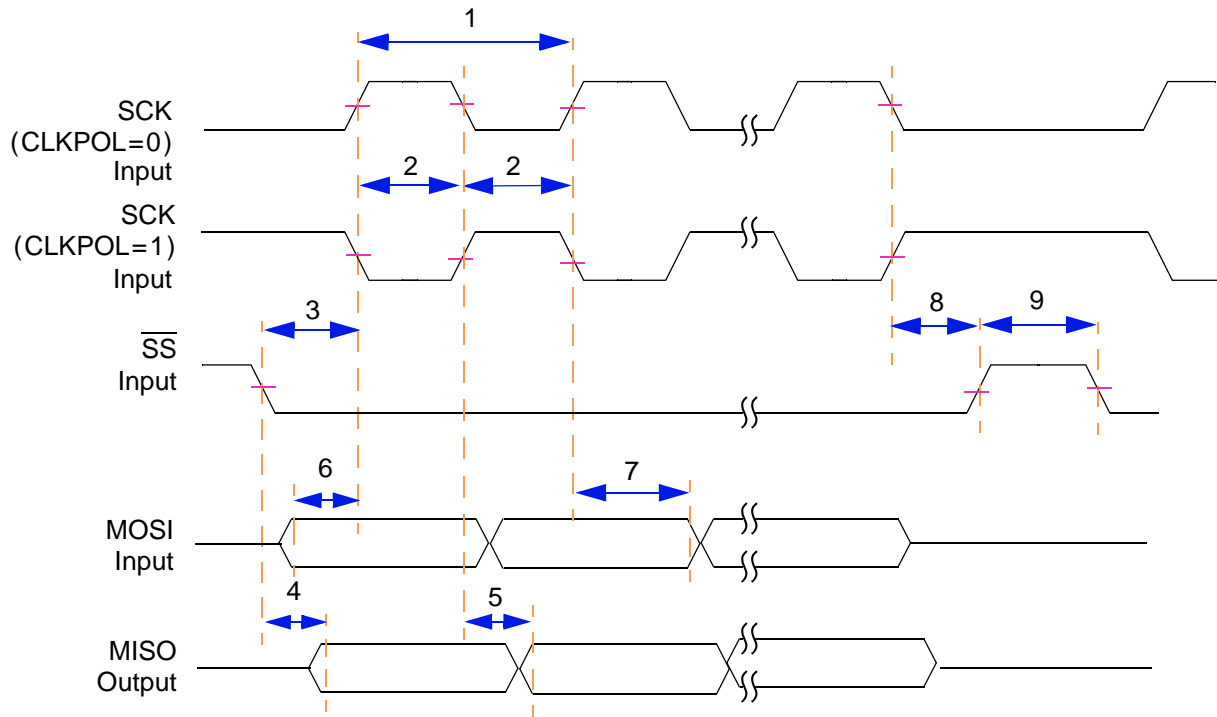 1
SCK
(CLKPOL=0)
Input
2 2
SCK
(CLKPOL=1)
Input
3
8 9
SS
Input
6
7
MOSI
Input
4
5
MISO
Output